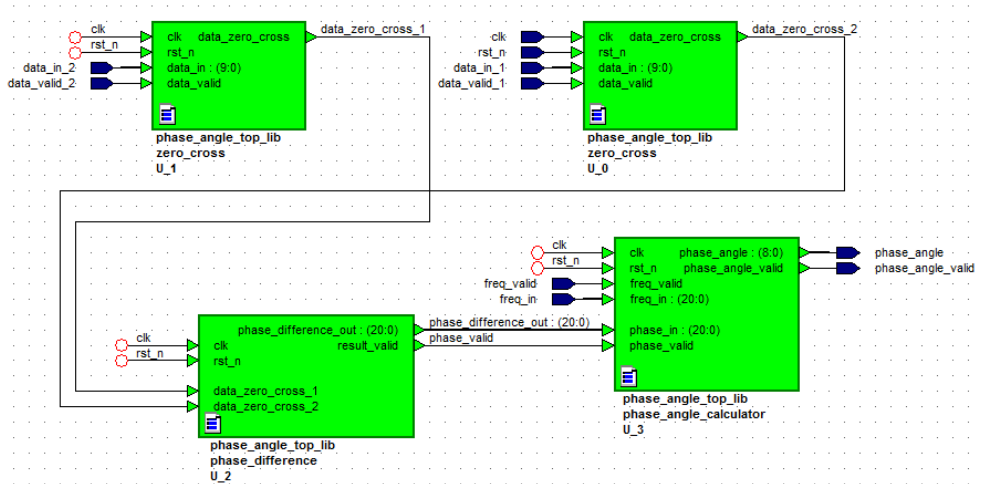 clk
rst_n
data_in_2
data_valid_2
clk data_zero_cross
rst_n
data_in : (9:0)
data_valid
data_zero_cross_1
phase_angle_top_lib
zero_cross
U_1
clk
rst_n
data_in_1
data_valid_1
clk data_zero_cross
rst_n
data_in : (9:0)
data_valid
data_zero_cross_2
phase_angle_top_lib
zero_cross
U_0
clk
rst_n
freq_valid
freq_in
clk phase_angle : (8:0)
rst_n phase_angle_valid
freq_valid
freq_in : (20:0)
phase_in : (20:0)
phase_valid
phase_angle
phase_angle_valid
phase_angle_top_lib
phase_angle_calculator
U_3
clk
rst_n
phase_difference_out : (20:0)
clk result_valid
rst_n
data_zero_cross_1
data_zero_cross_2
phase_difference_out : (20:0)
phase_valid
phase_angle_top_lib
phase_difference
U_2